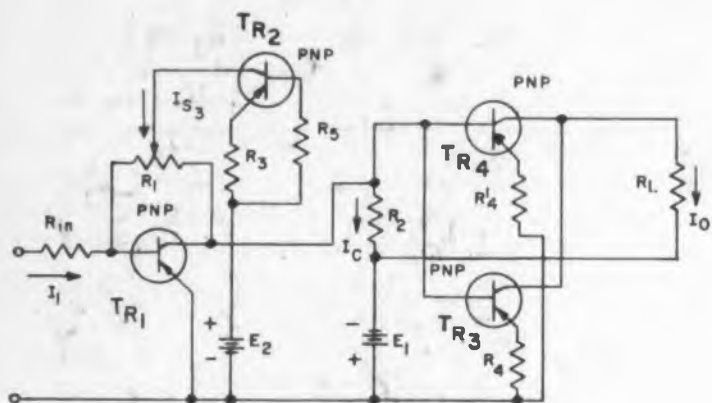 TR2
PNP
PNP
IS3
R5
R3
TR4
R1
R'4
RL
Rin
PNP
R2
IO
IC
I1
PNP
TR1
+
E2
-
-
E1
+
TR3
R4